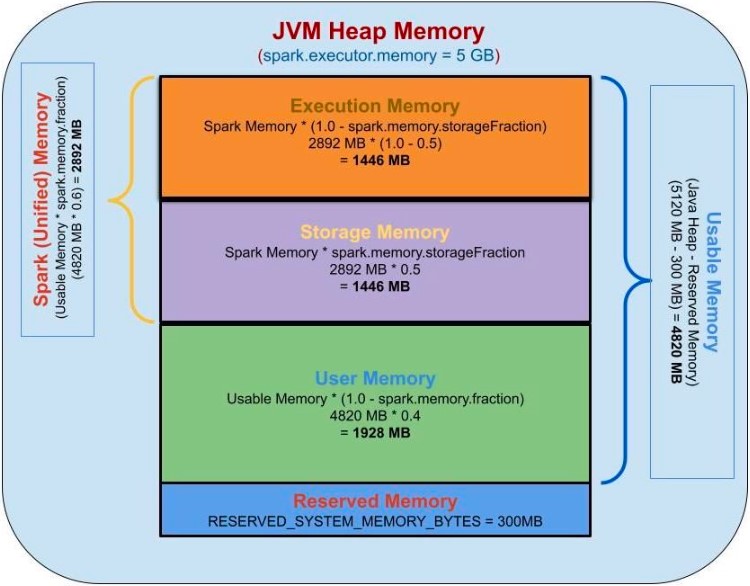 JVM Heap Memory
(spark.executor.memory = 5 GB)
Spark (Unified) Memory
(Usable Memory * spark.memory.fraction)
(4820 MB * 0.6) = 2892 MB
Execution Memory
Spark Memory * (1.0 - spark.memory.storageFraction)
2892 MB * (1.0 - 0.5)
= 1446 MB
Storage Memory
Spark Memory * spark.memory.storageFraction
2892 MB * 0.5
= 1446 MB
User Memory
Usable Memory * (1.0 - spark.memory.fraction)
4820 MB * 0.4
= 1928 MB
Reserved Memory
RESERVED_SYSTEM_MEMORY_BYTES = 300MB
Usable Memory
(Java Heap - Reserved Memory)
(5120 MB - 300 MB) = 4820 MB